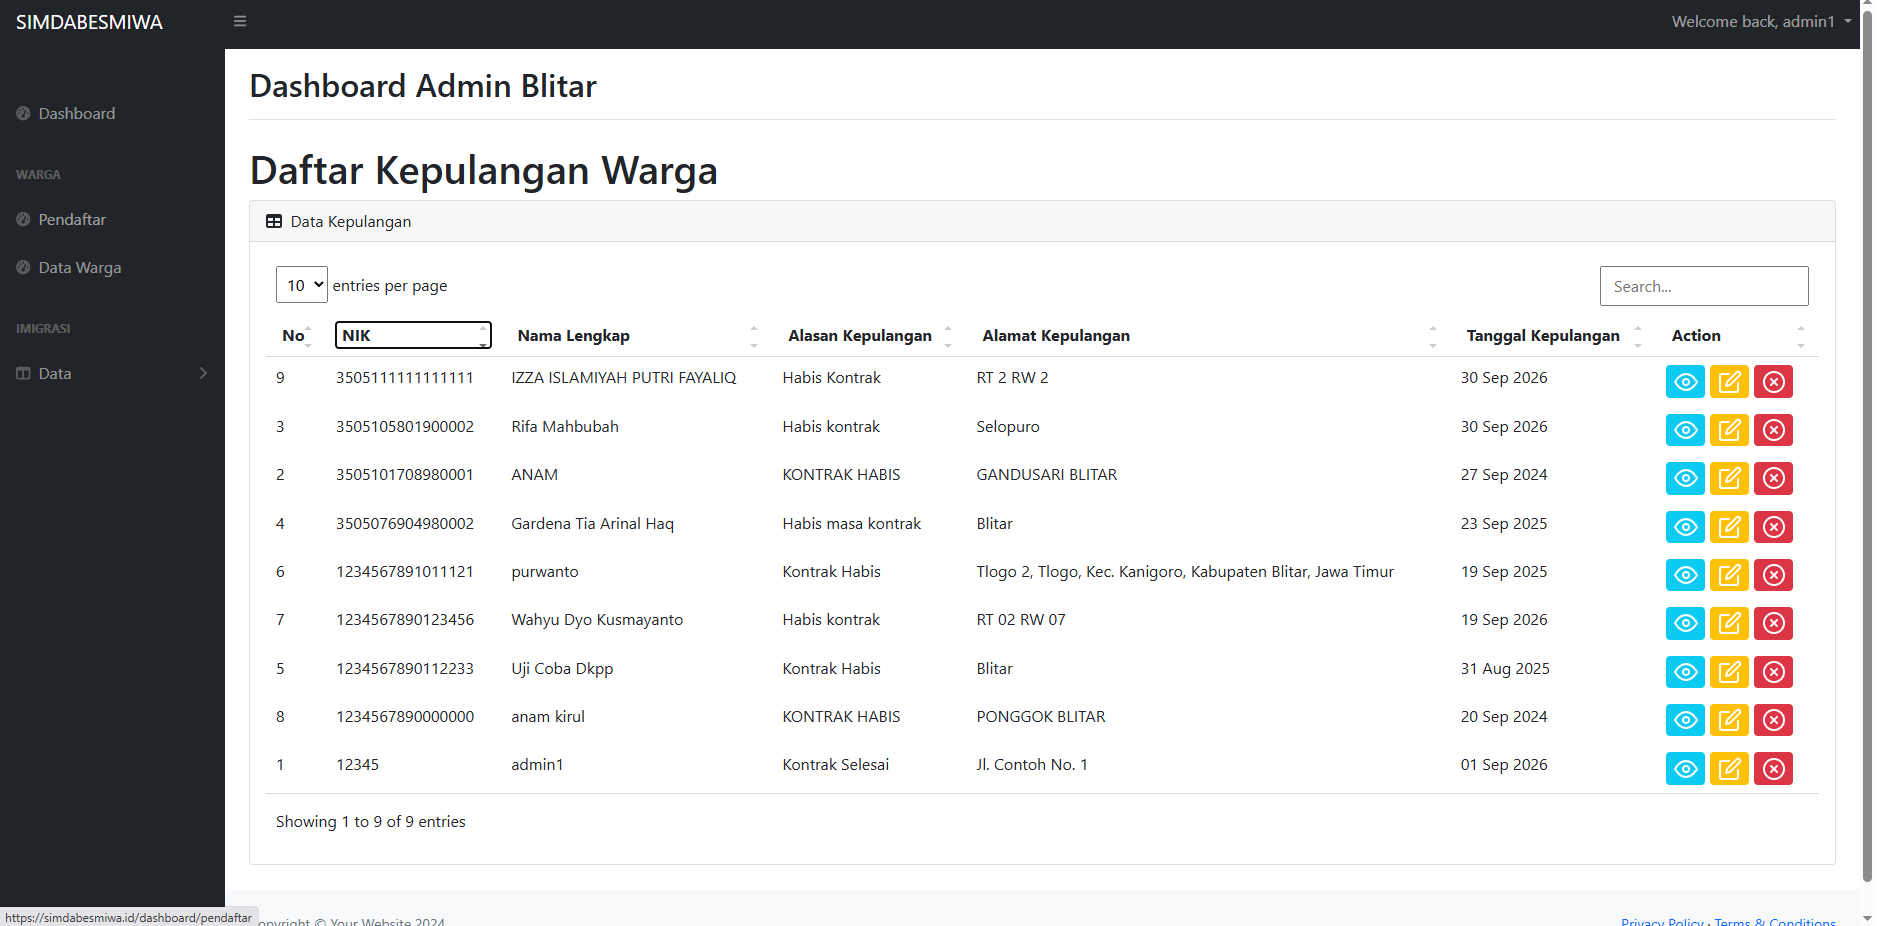 SIMDABESMIWA
Welcome back, admin1
Dashboard
WARGA
Pendaftar
Data Warga
IMIGRASI
Data
Dashboard Admin Blitar
Daftar Kepulangan Warga
Data Kepulangan
10 entries per page
Search...
No NIK Nama Lengkap Alasan Kepulangan Alamat Kepulangan Tanggal Kepulangan Action
9 3505111111111111 IZZA ISLAMIYAH PUTRI FAYALIQ Habis Kontrak RT 2 RW 2 30 Sep 2026
3 3505105801900002 Rifa Mahbubah Habis kontrak Selopuro 30 Sep 2026
2 3505101708980001 ANAM KONTRAK HABIS GANDUSARI BLITAR 27 Sep 2024
4 3505076904980002 Gardena Tia Arinal Haq Habis masa kontrak Blitar 23 Sep 2025
6 1234567891011121 purwanto Kontrak Habis Tlogo 2, Tlogo, Kec. Kanigoro, Kabupaten Blitar, Jawa Timur 19 Sep 2025
7 1234567890123456 Wahyu Dyo Kusmayanto Habis kontrak RT 02 RW 07 19 Sep 2026
5 1234567890112233 Uji Coba Dkpp Kontrak Habis Blitar 31 Aug 2025
8 1234567890000000 anam kirul KONTRAK HABIS PONGGOK BLITAR 20 Sep 2024
1 12345 admin1 Kontrak Selesai Jl. Contoh No. 1 01 Sep 2026
Showing 1 to 9 of 9 entries
https://simdabesmiwa.id/dashboard/pendaftar
opyright © Your Website 2024
Privacy Policy · Terms & Conditions